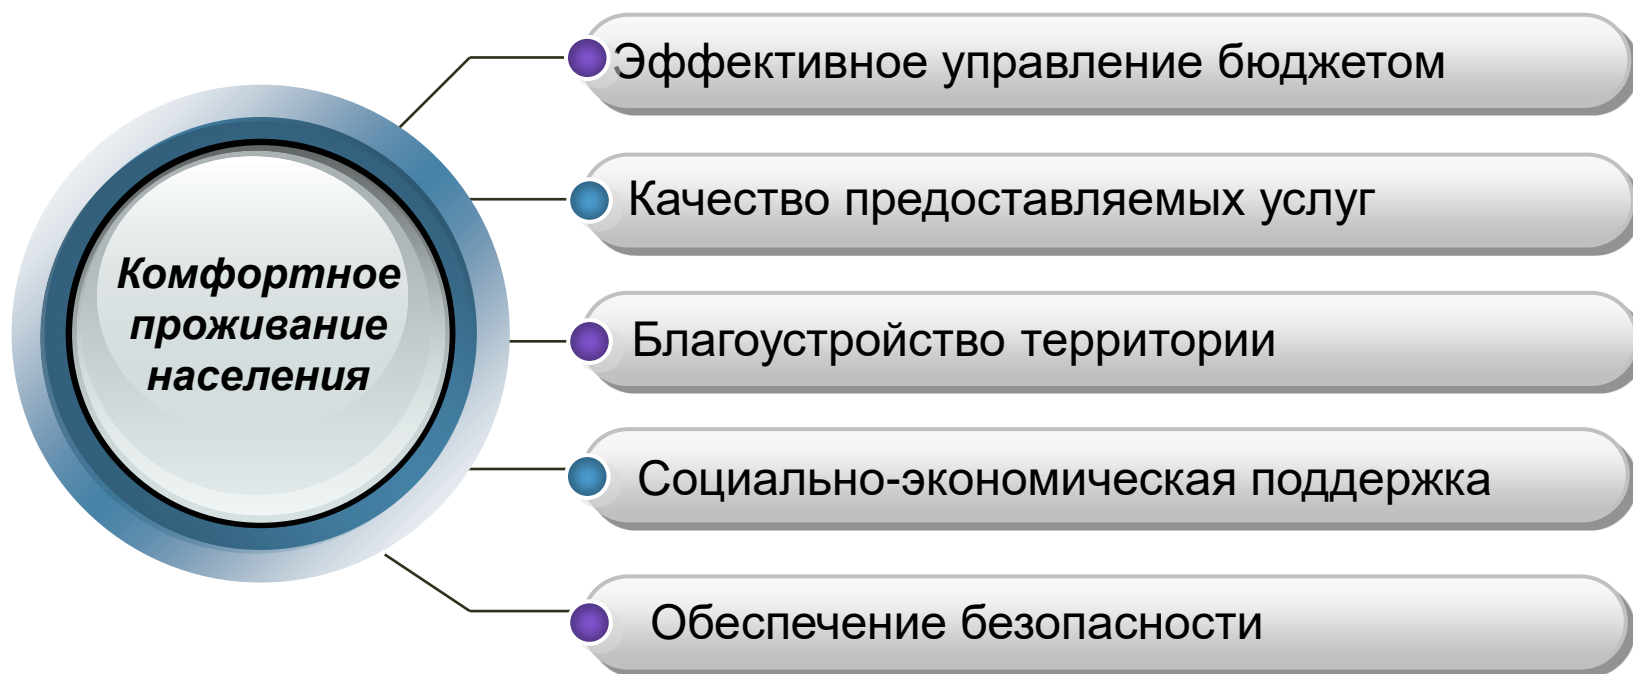 Эффективное управление бюджетом
Качество предоставляемых услуг
Комфортное
проживание
населения
Благоустройство территории
Социально-экономическая поддержка
Обеспечение безопасности